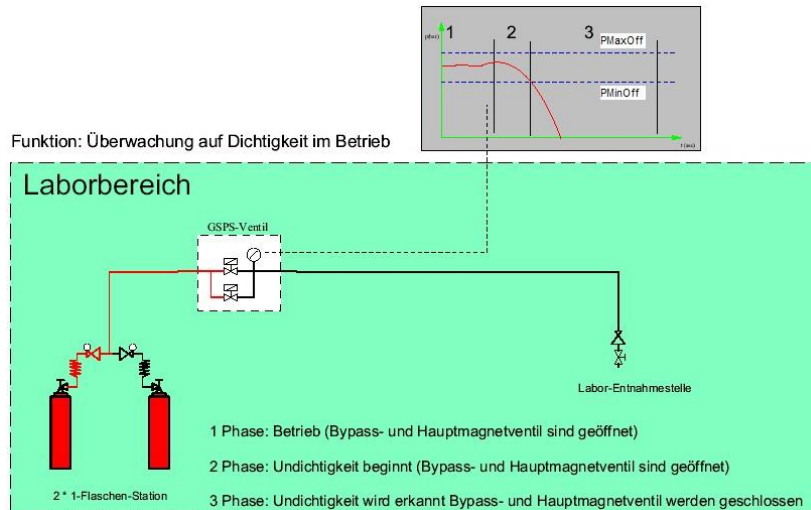 1 2 3
p(bar)
PMaxOff
PMinOff
t (sec)
Funktion: Überwachung auf Dichtigkeit im Betrieb
Laborbereich
GSPS-Ventil
Labor-Entnahmestelle
1 Phase: Betrieb (Bypass- und Hauptmagnetventil sind geöffnet)
2 Phase: Undichtigkeit beginnt (Bypass- und Hauptmagnetventil sind geöffnet)
2 * 1-Flaschen-Station
3 Phase: Undichtigkeit wird erkannt Bypass- und Hauptmagnetventil werden geschlossen